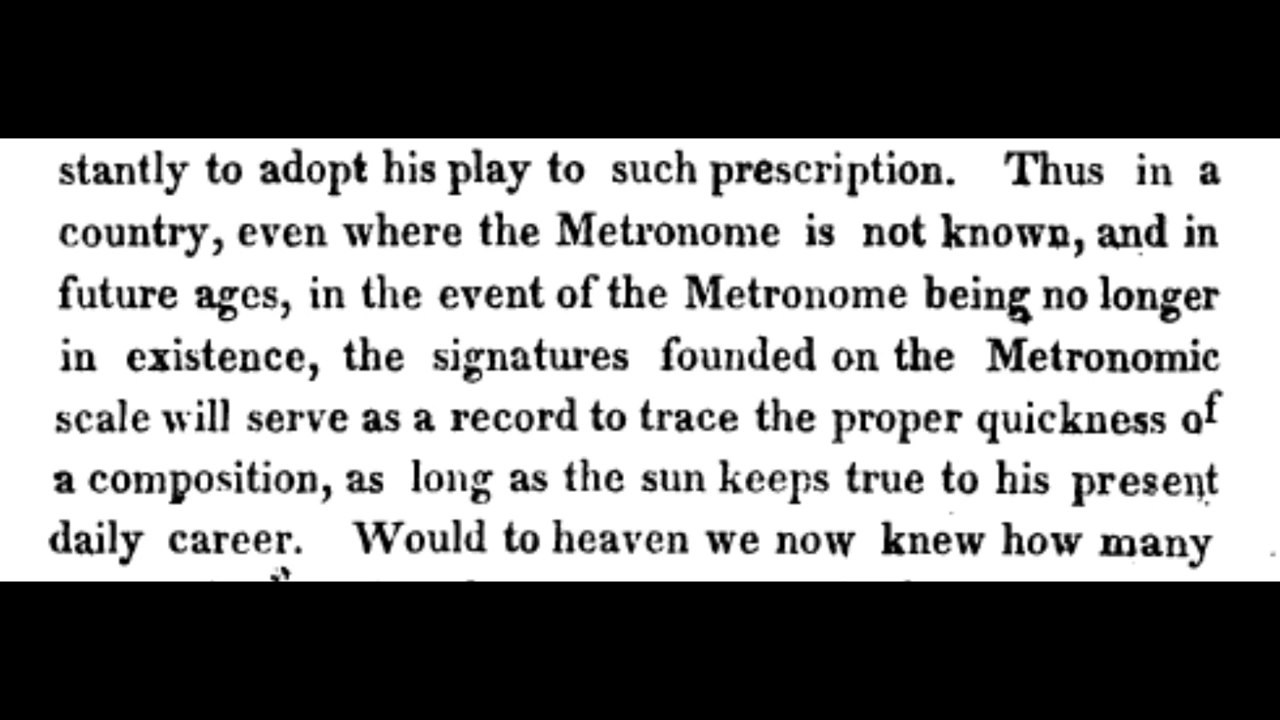 stantly to adopt his play to such prescription. Thus in a
country, even where the Metronome is not known, and in
future ages, in the event of the Metronome being no longer
in existence, the signatures founded on the Metronomic
scale will serve as a record to trace the proper quickness of
a composition, as long as the sun keeps true to his present
daily career. Would to heaven we now knew how many